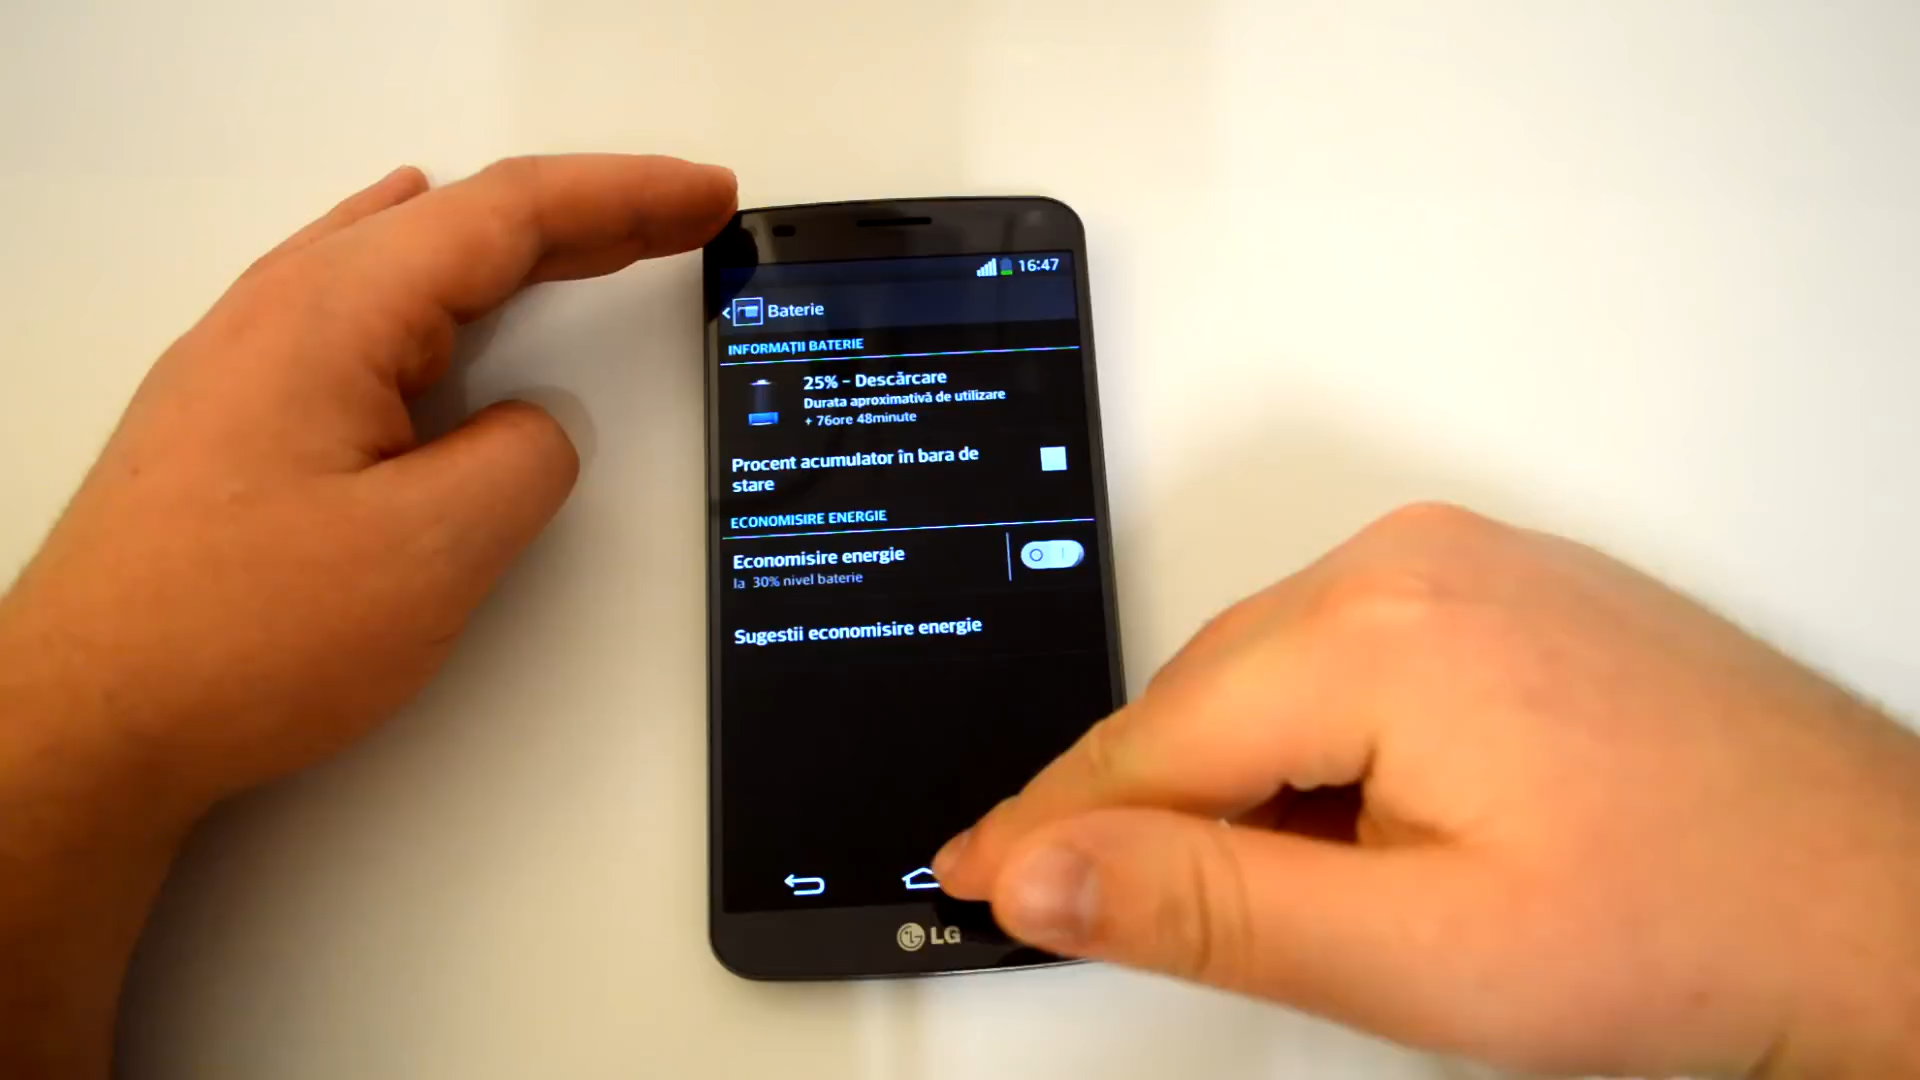 16:47
Baterie
INFORMAȚII BATERIE
25% - Descărcare
Durata aproximativă de utilizare
+ 76ore 48minute
Procent acumulator în bara de
stare
ECONOMISIRE ENERGIE
Economisire energie
la 30% nivel baterie
Sugestii economisire energie
LG